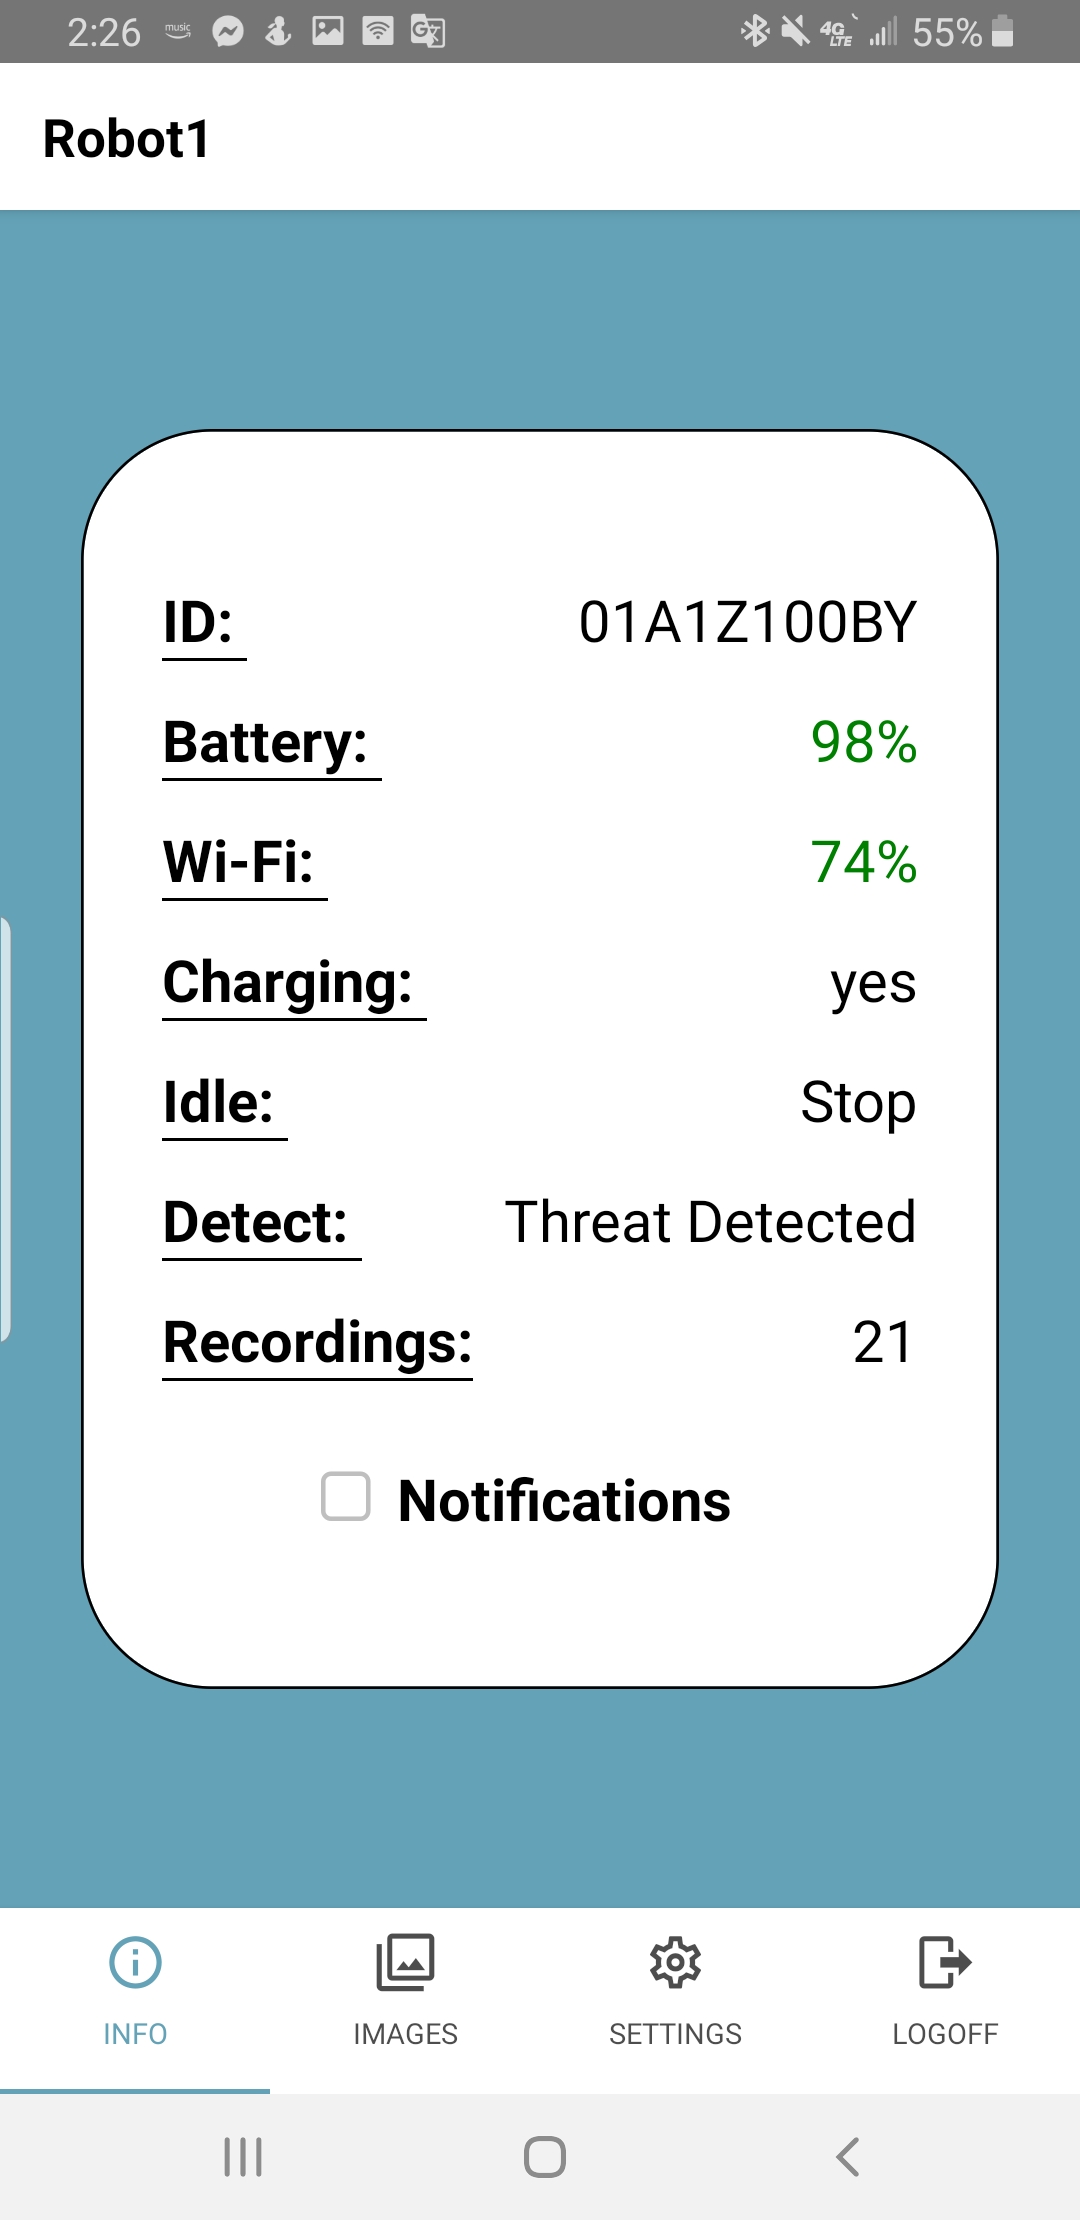 2:26 music 4G LTE 55%
Robot1
ID: 01A1Z100BY
Battery: 98%
Wi-Fi: 74%
Charging: yes
Idle: Stop
Detect: Threat Detected
Recordings: 21
Notifications
INFO IMAGES SETTINGS LOGOFF